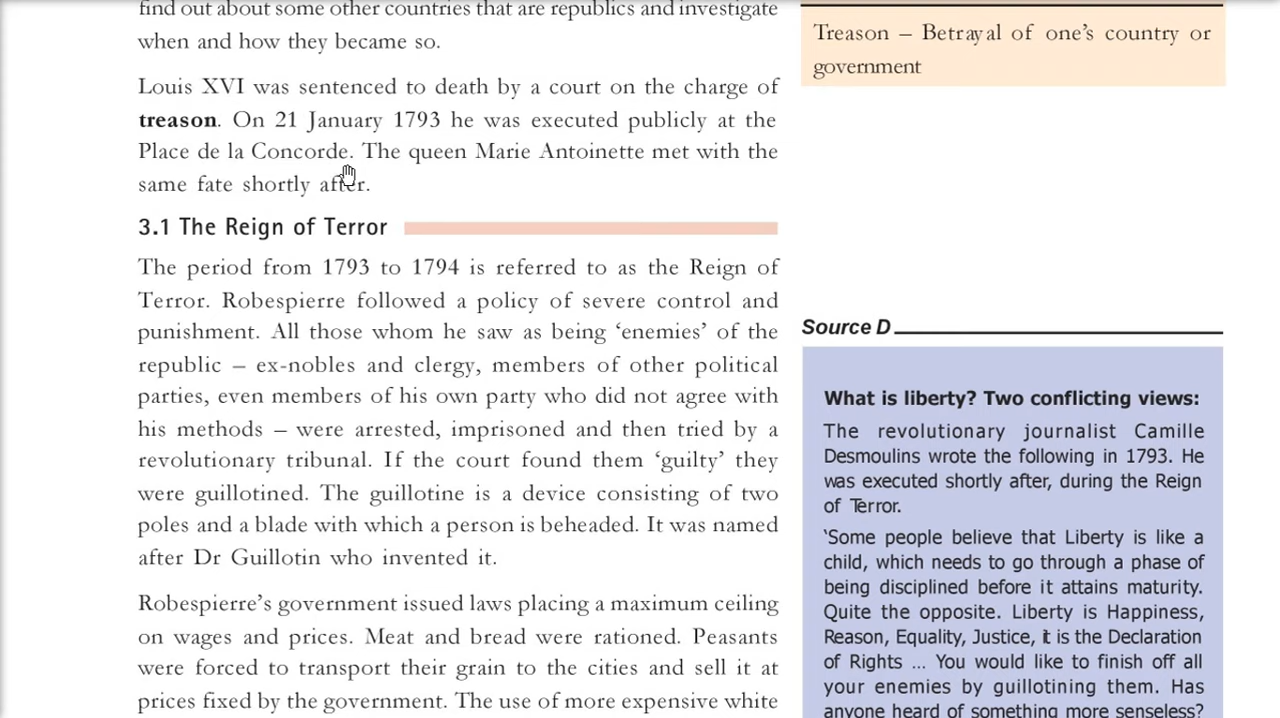 find out about some other countries that are republics and investigate
when and how they became so.
Louis XVI was sentenced to death by a court on the charge of
treason. On 21 January 1793 he was executed publicly at the
Place de la Concorde. The queen Marie Antoinette met with the
same fate shortly after.
3.1 The Reign of Terror
The period from 1793 to 1794 is referred to as the Reign of
Terror. Robespierre followed a policy of severe control and
punishment. All those whom he saw as being ‘enemies’ of the
republic – ex-nobles and clergy, members of other political
parties, even members of his own party who did not agree with
his methods – were arrested, imprisoned and then tried by a
revolutionary tribunal. If the court found them ‘guilty’ they
were guillotined. The guillotine is a device consisting of two
poles and a blade with which a person is beheaded. It was named
after Dr Guillotin who invented it.
Robespierre’s government issued laws placing a maximum ceiling
on wages and prices. Meat and bread were rationed. Peasants
were forced to transport their grain to the cities and sell it at
prices fixed by the government. The use of more expensive white
Treason – Betrayal of one’s country or
government
Source D
What is liberty? Two conflicting views:
The revolutionary journalist Camille
Desmoulins wrote the following in 1793. He
was executed shortly after, during the Reign
of Terror.
‘Some people believe that Liberty is like a
child, which needs to go through a phase of
being disciplined before it attains maturity.
Quite the opposite. Liberty is Happiness,
Reason, Equality, Justice, it is the Declaration
of Rights … You would like to finish off all
your enemies by guillotining them. Has
anyone heard of something more senseless?